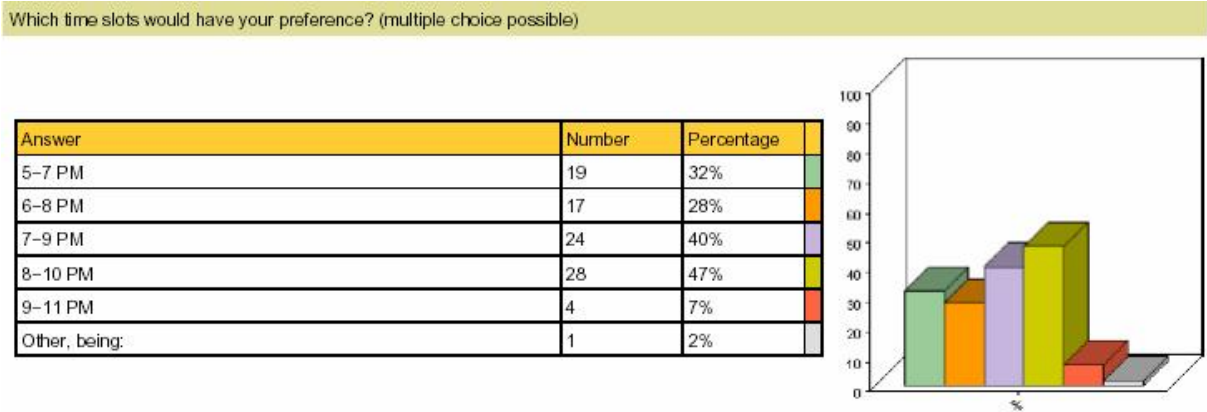 Which time slots would have your preference? (multiple choice possible)
Answer Number Percentage
5-7 PM 19 32%
6-8 PM 17 28%
7-9 PM 24 40%
8-10 PM 28 47%
9-11 PM 4 7%
Other, being: 1 2%
100
90
80
70
60
50
40
30
20
10
0
%